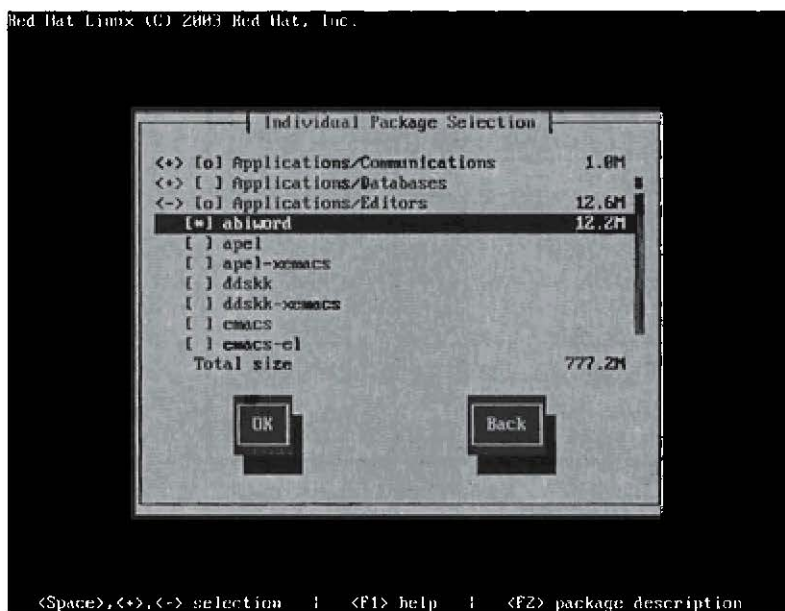 Red Hat Linux (C) 2003 Red Hat, Inc.
Individual Package Selection
<+> [o] Applications/Communications 1.0M
<+> [ ] Applications/Databases
<-> [o] Applications/Editors 12.6M
[*] abiword 12.2M
[ ] apel
[ ] apel-xemacs
[ ] ddskk
[ ] ddskk-xemacs
[ ] emacs
[ ] emacs-el
Total size 777.2M
OK Back
<Space>,<+>,<-> selection | <F1> help | <F2> package description